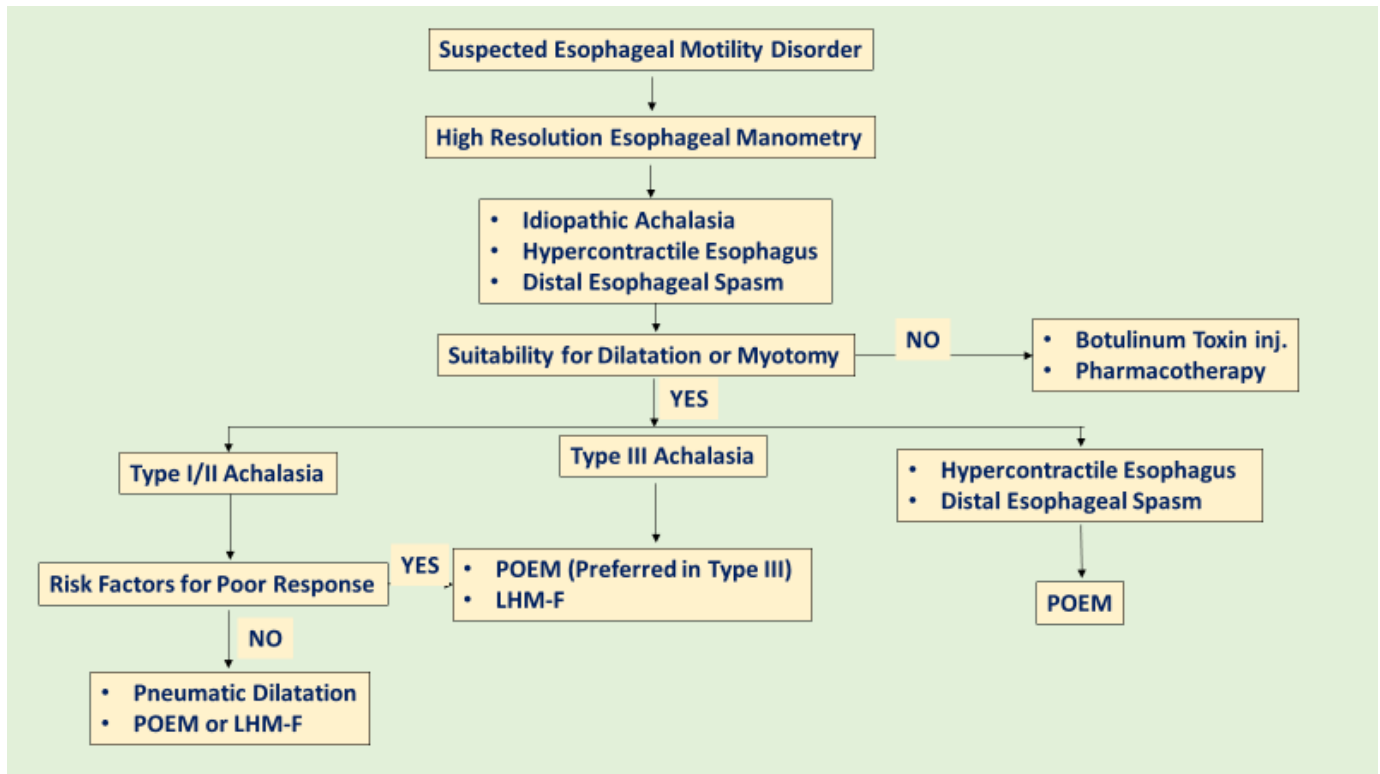 Suspected Esophageal Motility Disorder
High Resolution Esophageal Manometry
• Idiopathic Achalasia
• Hypercontractile Esophagus
• Distal Esophageal Spasm
Suitability for Dilatation or Myotomy
NO
• Botulinum Toxin inj.
• Pharmacotherapy
YES
Type I/II Achalasia
Type III Achalasia
• Hypercontractile Esophagus
• Distal Esophageal Spasm
Risk Factors for Poor Response
YES
• POEM (Preferred in Type III)
• LHM-F
POEM
NO
• Pneumatic Dilatation
• POEM or LHM-F